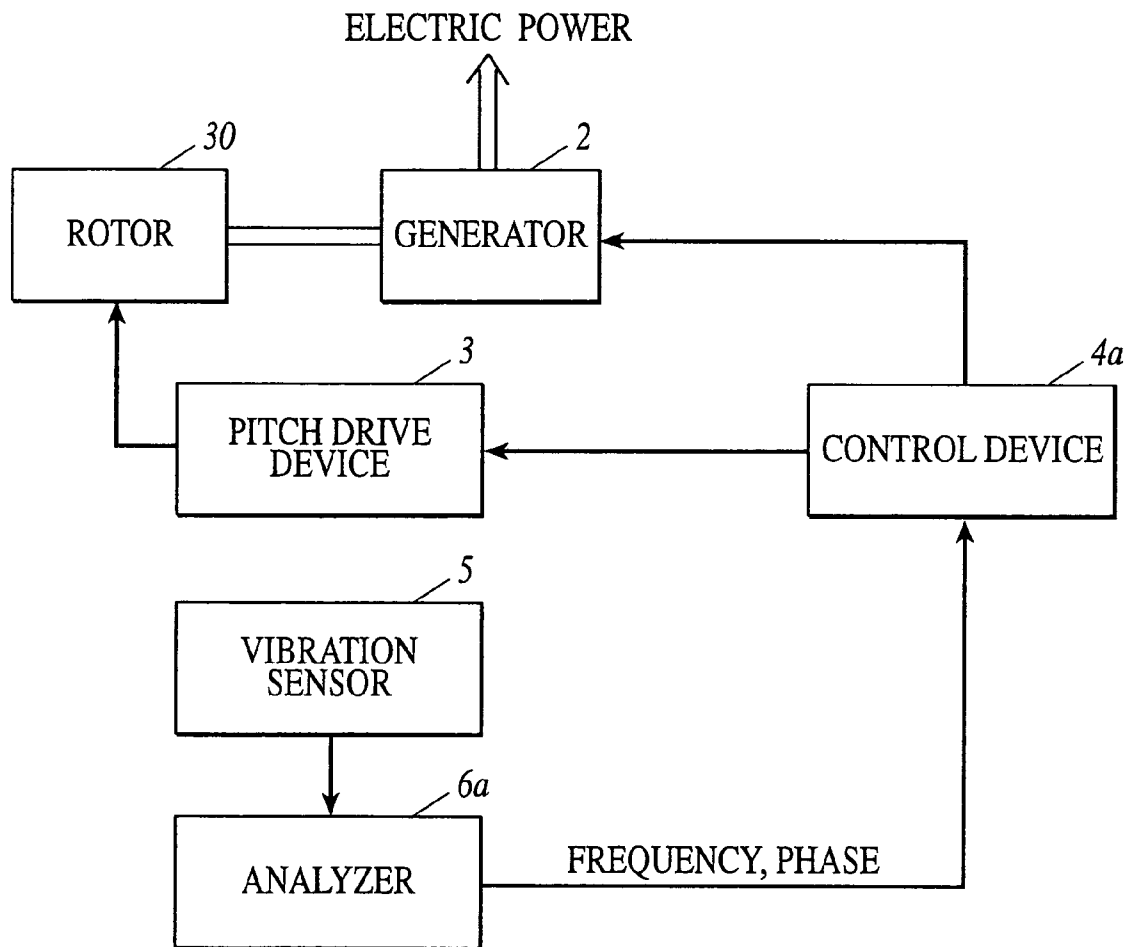 ELECTRIC POWER
30
2
ROTOR
GENERATOR
3
4a
PITCH DRIVE
DEVICE
CONTROL DEVICE
5
VIBRATION
SENSOR
6a
ANALYZER
FREQUENCY, PHASE